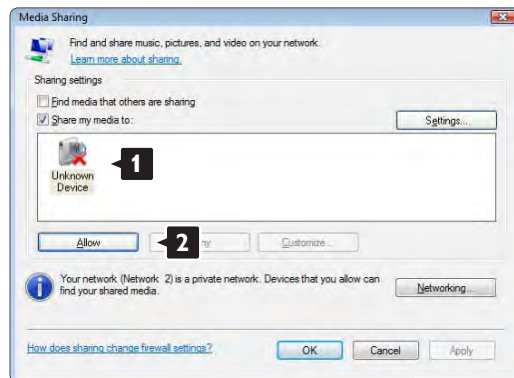 Media Sharing
Find and share music, pictures, and video on your network.
Learn more about sharing.
Sharing settings
Find media that others are sharing
Share my media to:
Settings...
1
Unknown
Device
Allow
2
ny
Customize...
Your network (Network 2) is a private network. Devices that you allow can
find your shared media.
Networking...
How does sharing change firewall settings?
OK
Cancel
Apply